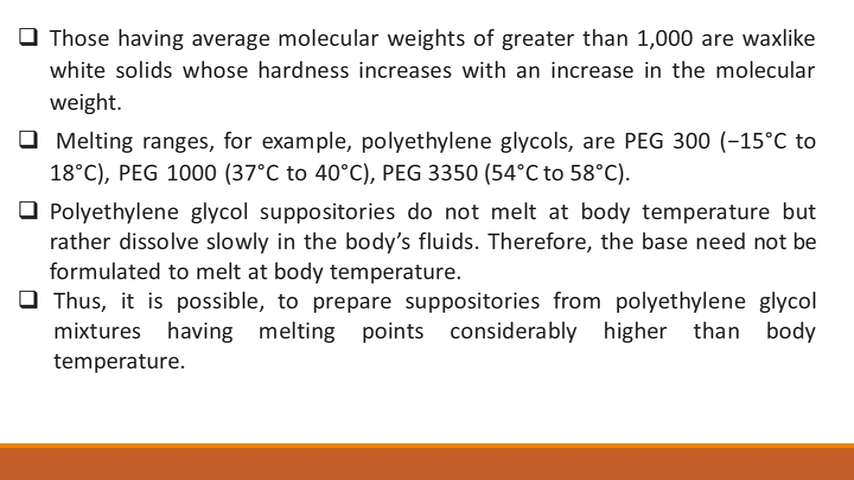 ❑ Those having average molecular weights of greater than 1,000 are waxlike
white solids whose hardness increases with an increase in the molecular
weight.
❑ Melting ranges, for example, polyethylene glycols, are PEG 300 (−15°C to
18°C), PEG 1000 (37°C to 40°C), PEG 3350 (54°C to 58°C).
❑ Polyethylene glycol suppositories do not melt at body temperature but
rather dissolve slowly in the body’s fluids. Therefore, the base need not be
formulated to melt at body temperature.
❑ Thus, it is possible, to prepare suppositories from polyethylene glycol
mixtures having melting points considerably higher than body
temperature.